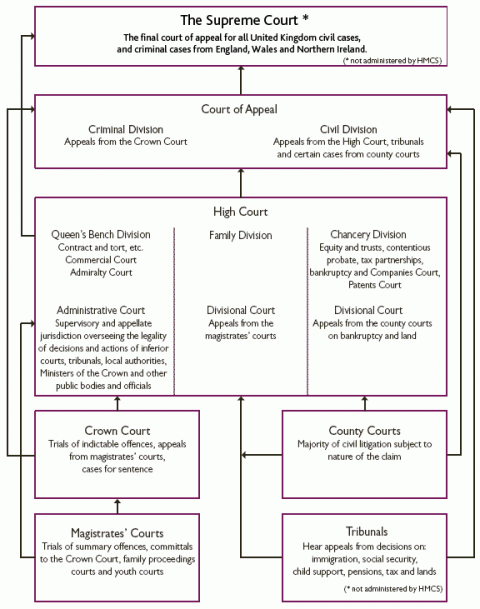 The Supreme Court *
The final court of appeal for all United Kingdom civil cases,
and criminal cases from England, Wales and Northern Ireland.
(* not administered by HMCS)
Court of Appeal
Criminal Division
Appeals from the Crown Court
Civil Division
Appeals from the High Court, tribunals
and certain cases from county courts
High Court
Queen's Bench Division
Contract and tort, etc.
Commercial Court
Admiralty Court
Administrative Court
Supervisory and appellate
jurisdiction overseeing the legality
of decisions and actions of inferior
courts, tribunals, local authorities,
Ministers of the Crown and other
public bodies and officials
Family Division
Divisional Court
Appeals from the
magistrates' courts
Chancery Division
Equity and trusts, contentious
probate, tax partnerships,
bankruptcy and Companies Court,
Patents Court
Divisional Court
Appeals from the county courts
on bankruptcy and land
Crown Court
Trials of indictable offences, appeals
from magistrates' courts,
cases for sentence
County Courts
Majority of civil litigation subject to
nature of the claim
Magistrates' Courts
Trials of summary offences, committals
to the Crown Court, family proceedings
courts and youth courts
Tribunals
Hear appeals from decisions on:
immigration, social security,
child support, pensions, tax and lands
(* not administered by HMCS)